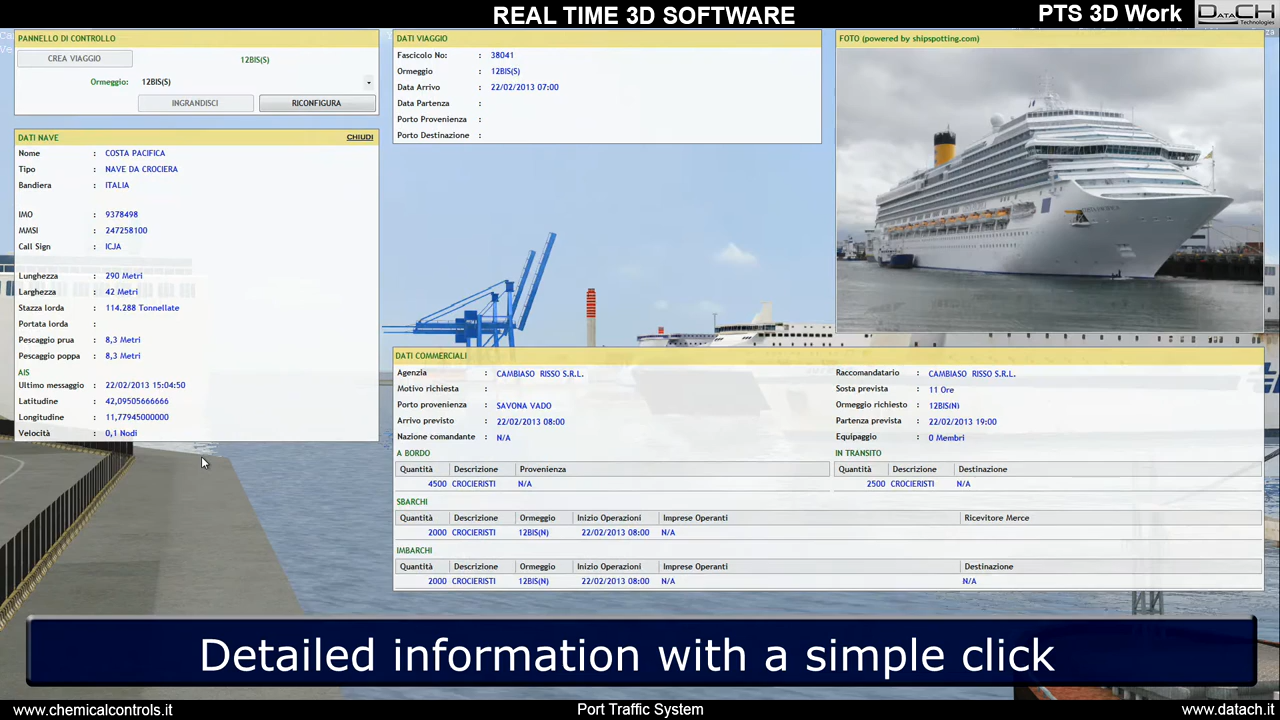 REAL TIME 3D SOFTWARE
PTS 3D Work
DATACH
Technologies
PANNELLO DI CONTROLLO
CREA VIAGGIO
12BIS(S)
Ormeggio: 12BIS(S)
INGRANDISCI RICONFIGURA
DATI NAVE CHIUDI
Nome : COSTA PACIFICA
Tipo : NAVE DA CROCIERA
Bandiera : ITALIA
IMO : 9378498
MMSI : 247258100
Call Sign : ICJA
Lunghezza : 290 Metri
Larghezza : 42 Metri
Stazza lorda : 114.288 Tonnellate
Portata lorda :
Pescaggio prua : 8,3 Metri
Pescaggio poppa : 8,3 Metri
AIS
Ultimo messaggio : 22/02/2013 15:04:50
Latitudine : 42,09505666666
Longitudine : 11,77945000000
Velocità : 0,1 Nodi
DATI VIAGGIO
Fascicolo No: : 38041
Ormeggio : 12BIS(S)
Data Arrivo : 22/02/2013 07:00
Data Partenza :
Porto Provenienza :
Porto Destinazione :
FOTO (powered by shipspotting.com)
DATI COMMERCIALI
Agenzia : CAMBIASO RISSO S.R.L. Raccomandatario : CAMBIASO RISSO S.R.L.
Motivo richiesta : Sosta prevista : 11 Ore
Porto provenienza : SAVONA VADO Ormeggio richiesto : 12BIS(N)
Arrivo previsto : 22/02/2013 08:00 Partenza prevista : 22/02/2013 19:00
Nazione comandante : N/A Equipaggio : 0 Membri
A BORDO IN TRANSITO
Quantità Descrizione Provenienza Quantità Descrizione Destinazione
4500 CROCIERISTI N/A 2500 CROCIERISTI N/A
SBARCHI
Quantità Descrizione Ormeggio Inizio Operazioni Imprese Operanti Ricevitore Merce
2000 CROCIERISTI 12BIS(N) 22/02/2013 08:00 N/A
IMBARCHI
Quantità Descrizione Ormeggio Inizio Operazioni Imprese Operanti Destinazione
2000 CROCIERISTI 12BIS(N) 22/02/2013 08:00 N/A N/A
Detailed information with a simple click
www.chemicalcontrols.it Port Traffic System www.datach.it